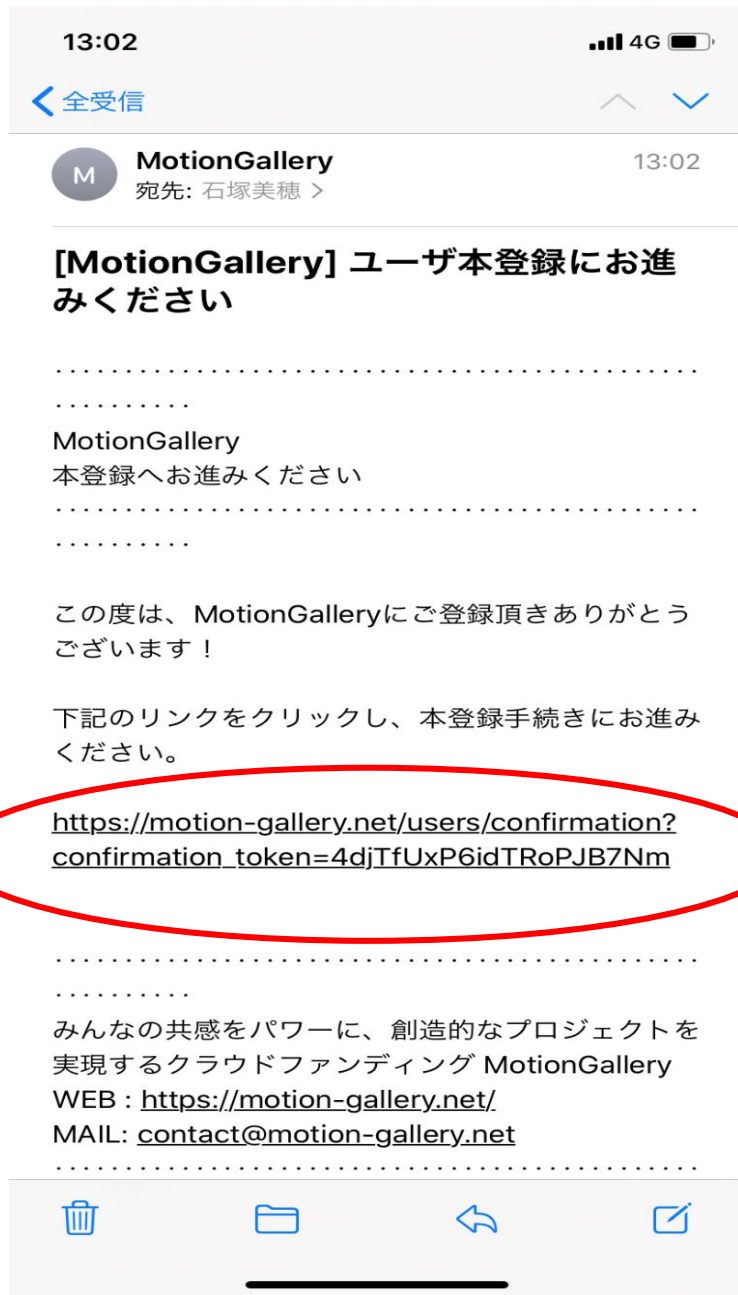 13:02
4G
全受信
M
MotionGallery
13:02
宛先: 石塚美穂 >
[MotionGallery] ユーザ本登録にお進
みください
..............................................
..........
MotionGallery
本登録へお進みください
..............................................
..........
この度は、MotionGalleryにご登録頂きありがとう
ございます！
下記のリンクをクリックし、本登録手続きにお進み
ください。
https://motion-gallery.net/users/confirmation?
confirmation_token=4djTfUxP6idTRoPJB7Nm
..............................................
..........
みんなの共感をパワーに、創造的なプロジェクトを
実現するクラウドファンディング MotionGallery
WEB : https://motion-gallery.net/
MAIL: contact@motion-gallery.net
..............................................